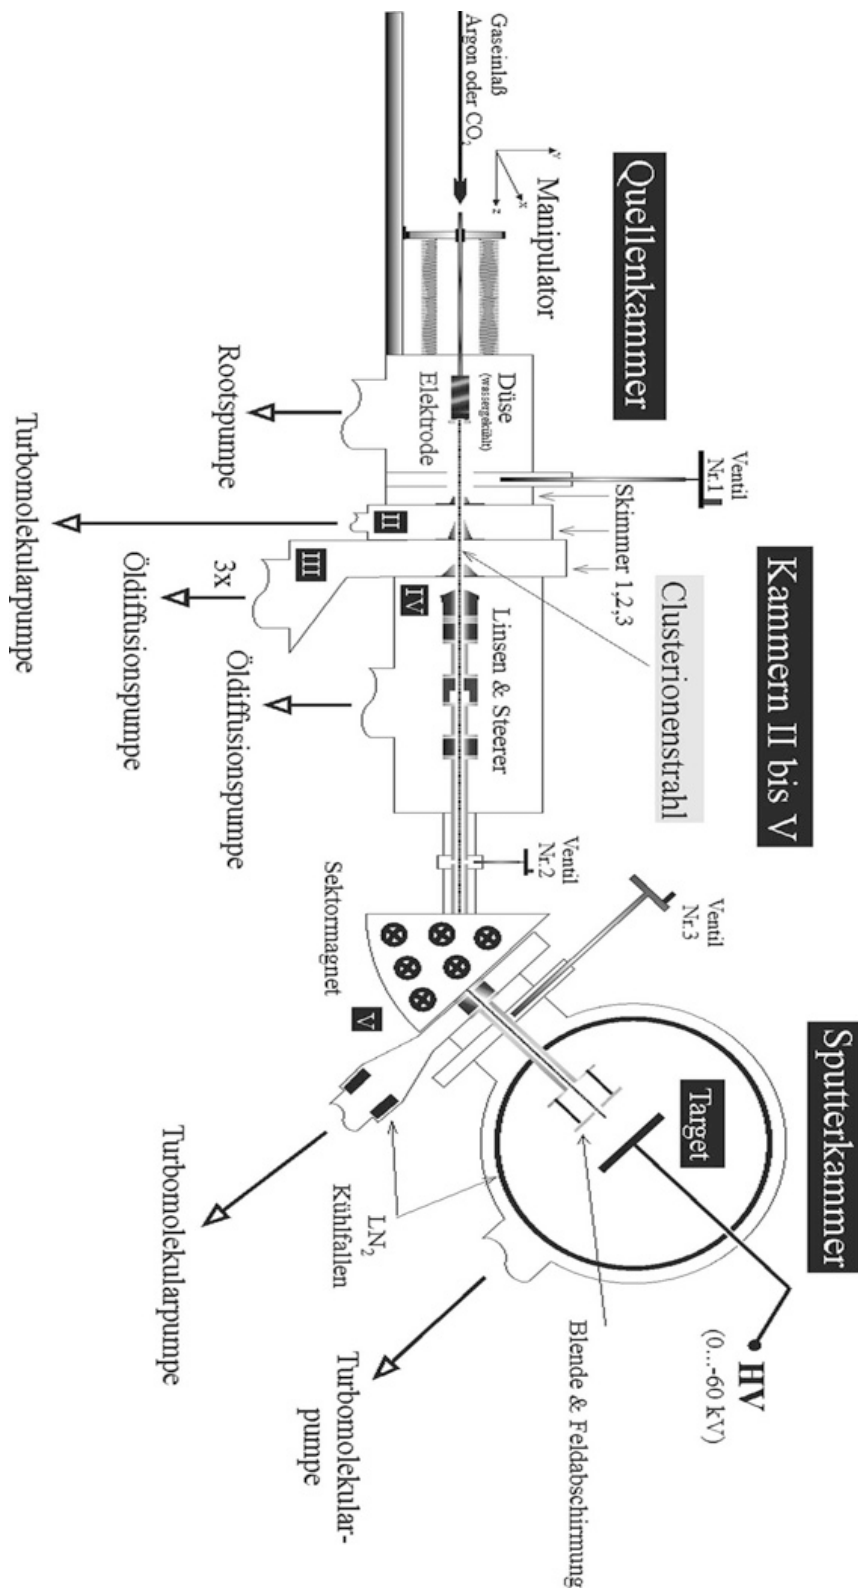 Quellenkammer
Kammern II bis V
Sputterkammer
Gaseinlaß
Argon oder CO₂
Y
X
Z
Manipulator
Düse
(wassergekühlt)
Elektrode
Ventil
Nr.1
Skimmer 1,2,3
Clusterionenstrahl
II
III
IV
Linsen & Steerer
Ventil
Nr.2
Ventil
Nr.3
Sektormagnet
V
Target
HV
(0...-60 kV)
Blende & Feldabschirmung
LN₂
Kühlfallen
Rootspumpe
Turbomolekularpumpe
3x
Öldiffusionspumpe
Öldiffusionspumpe
Turbomolekularpumpe
Turbomolekular-
pumpe